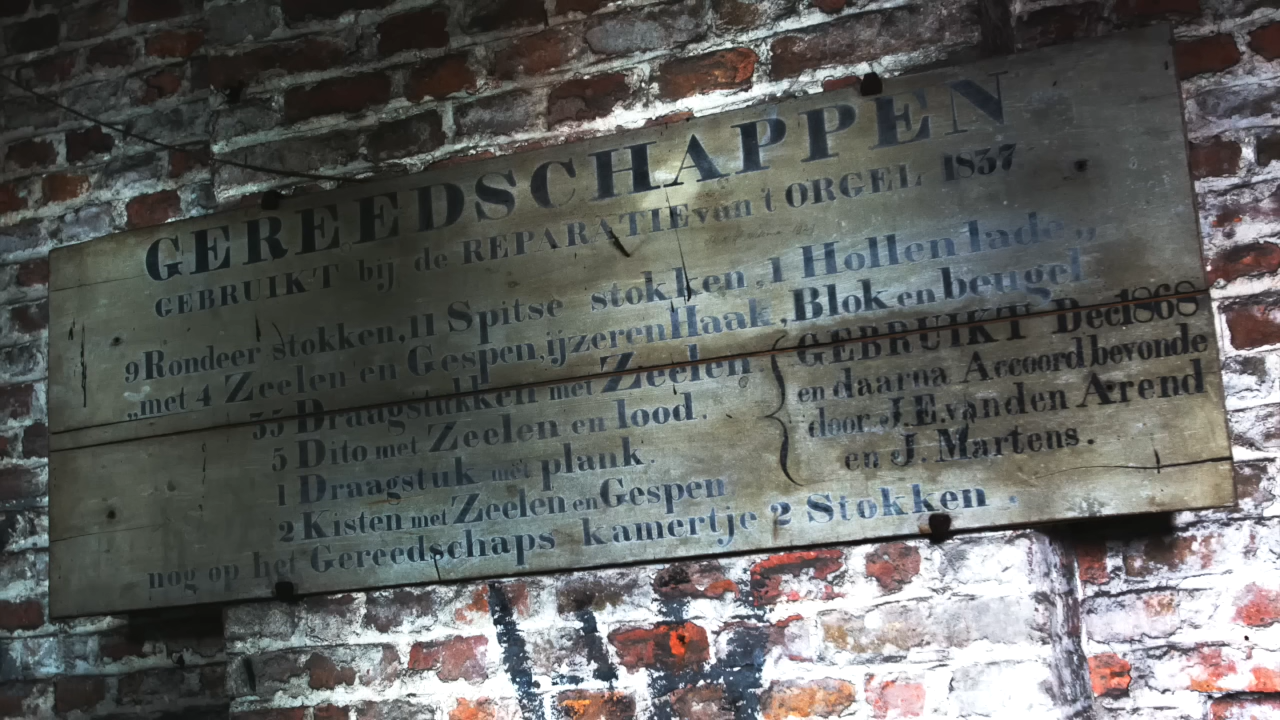 GEREEDSCHAPPEN
GEBRUIKT bij de REPARATIE van t ORGEL 1837
9 Rondeer stokken, 11 Spitse stokken, 1 Hollen lade „
„met 4 Zeelen en Gespen, ijzeren Haak, Blok en beugel
35 Draagstukken met Zeelen
5 Dito met Zeelen en lood.
1 Draagstuk met plank.
2 Kisten met Zeelen en Gespen
GEBRUIKT Dec 1868
en daarna Accoord bevonde
door J.E. van den Arend
en J. Martens.
nog op het Gereedschaps kamertje 2 Stokken.